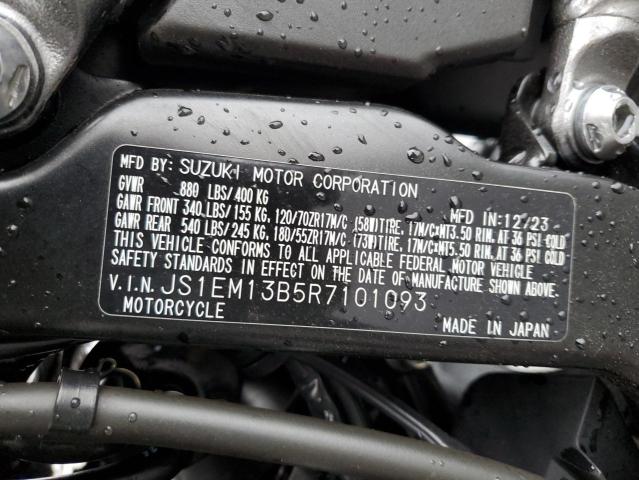 MFD BY: SUZUKI MOTOR CORPORATION
GVWR 880 LBS/400 KG MFD IN:12/23
GAWR FRONT 340 LBS/155 KG, 120/70ZR17M/C (58W)TIRE, 17M/C×MT3.50 RIM, AT 36 PSI COLD
GAWR REAR 540 LBS/245 KG, 180/55ZR17M/C (73W)TIRE, 17M/C×MT5.50 RIM, AT 36 PSI COLD
THIS VEHICLE CONFORMS TO ALL APPLICABLE FEDERAL MOTOR VEHICLE
SAFETY STANDARDS IN EFFECT ON THE DATE OF MANUFACTURE SHOWN ABOVE.
V.I.N. JS1EM13B5R7101093
MOTORCYCLE MADE IN JAPAN